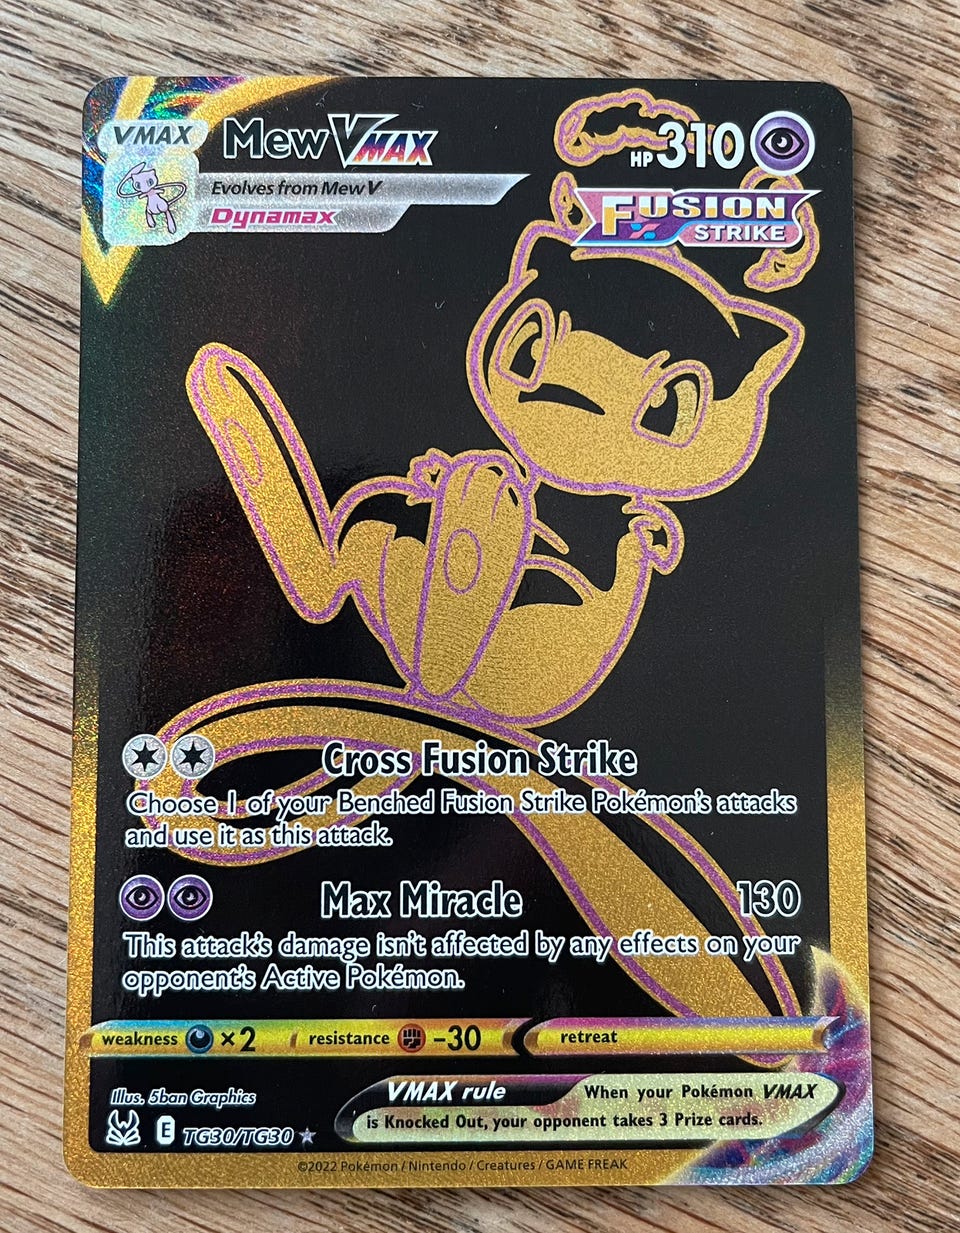 VMAX
Mew VMAX
HP 310
Evolves from Mew V
Dynamax
FUSION
STRIKE
Cross Fusion Strike
Choose 1 of your Benched Fusion Strike Pokémon's attacks
and use it as this attack.
Max Miracle 130
This attack's damage isn't affected by any effects on your
opponent's Active Pokémon.
weakness ×2 resistance -30 retreat
Illus. 5ban Graphics
VMAX rule When your Pokémon VMAX
is Knocked Out, your opponent takes 3 Prize cards.
E TG30/TG30 ★
©2022 Pokémon / Nintendo / Creatures / GAME FREAK